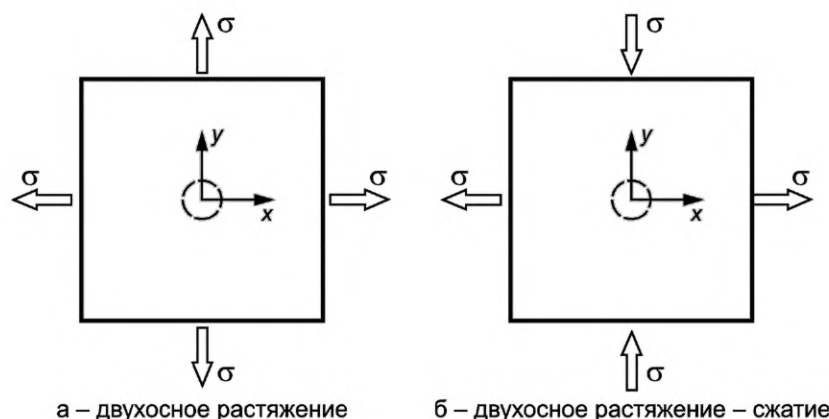 σ σ
y y
σ σ σ σ
x x
σ σ
а – двухосное растяжение б – двухосное растяжение – сжатие